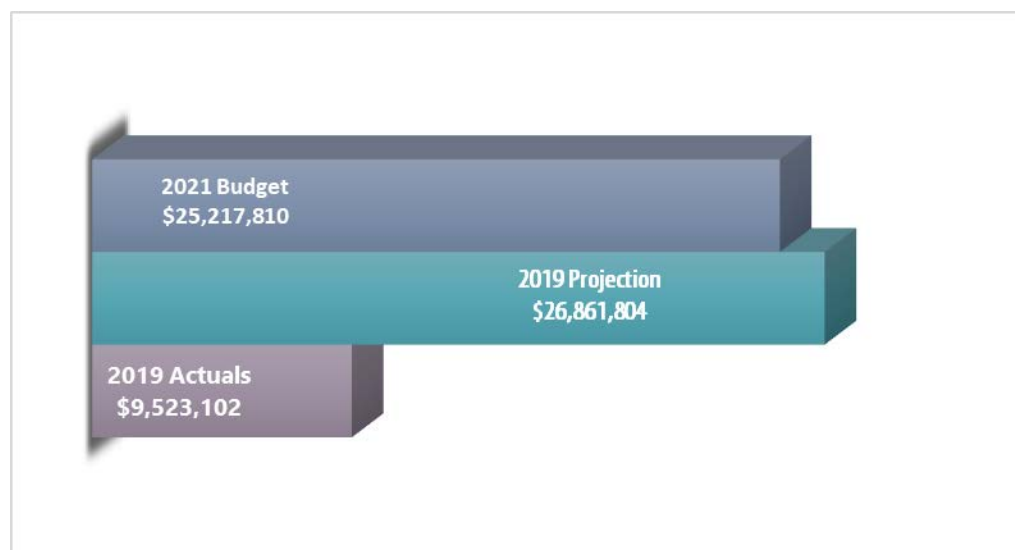 2021 Budget
$25,217,810
2019 Projection
$26,861,804
2019 Actuals
$9,523,102